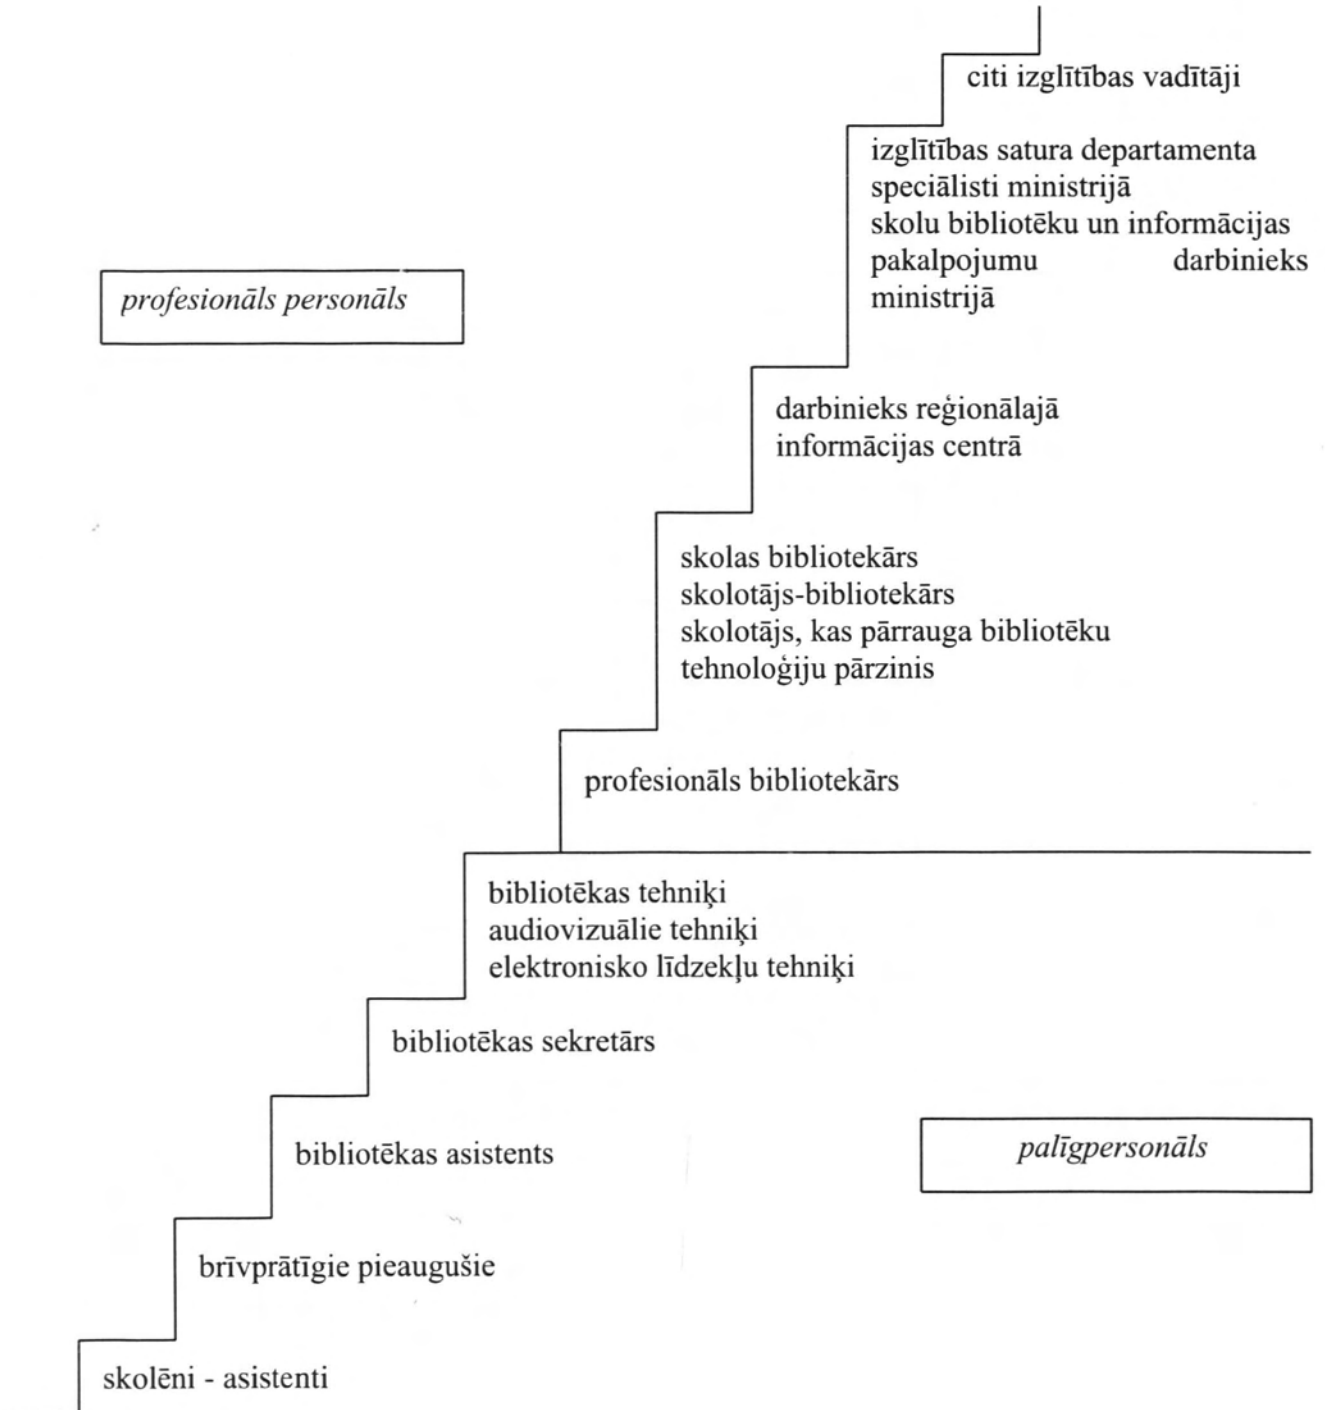 citi izglītības vadītāji
izglītības satura departamenta
speciālisti ministrijā
skolu bibliotēku un informācijas
pakalpojumu darbinieks
ministrijā
profesionāls personāls
darbinieks reģionālajā
informācijas centrā
skolas bibliotekārs
skolotājs-bibliotekārs
skolotājs, kas pārrauga bibliotēku
tehnoloģiju pārzinis
profesionāls bibliotekārs
bibliotēkas tehniķi
audiovizuālie tehniķi
elektronisko līdzekļu tehniķi
bibliotēkas sekretārs
bibliotēkas asistents
palīgpersonāls
brīvprātīgie pieaugušie
skolēni - asistenti